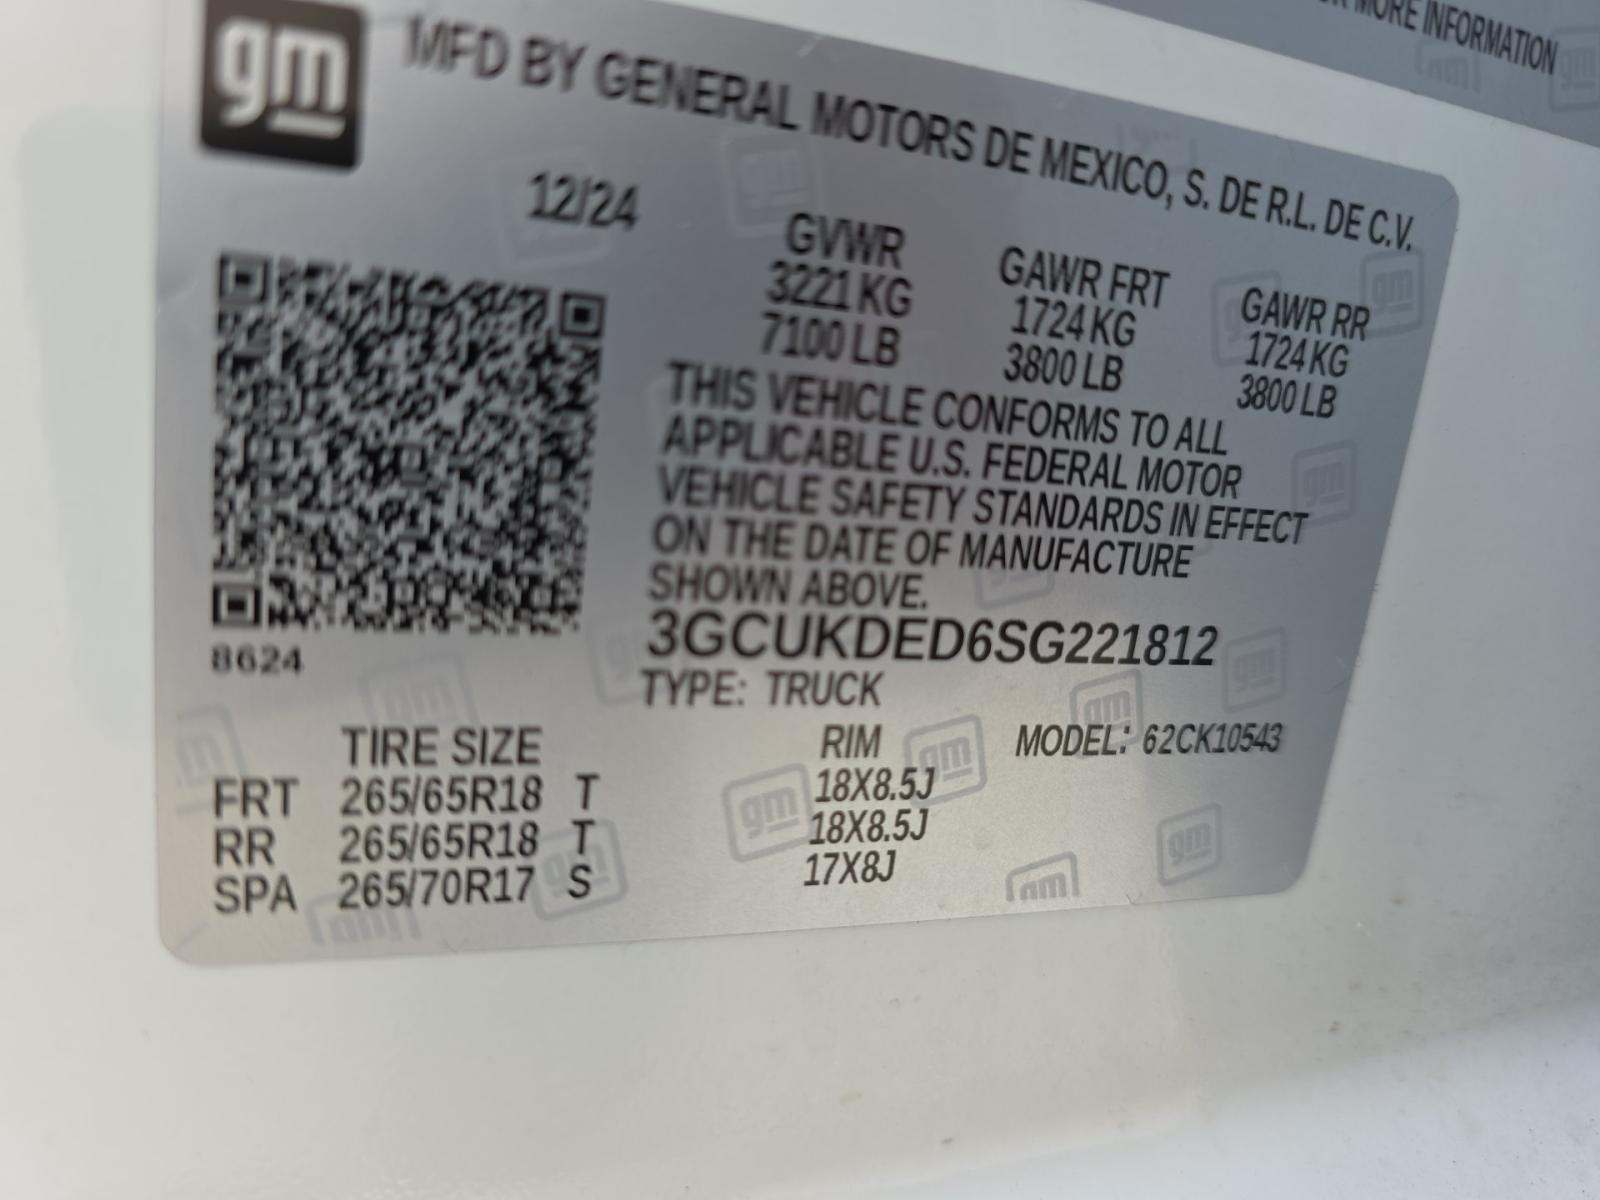 MORE INFORMATION
gm
MFD BY GENERAL MOTORS DE MEXICO, S. DE R.L. DE C.V.
12/24
GVWR GAWR FRT GAWR RR
3221 KG 1724 KG 1724 KG
7100 LB 3800 LB 3800 LB
THIS VEHICLE CONFORMS TO ALL
APPLICABLE U.S. FEDERAL MOTOR
VEHICLE SAFETY STANDARDS IN EFFECT
ON THE DATE OF MANUFACTURE
SHOWN ABOVE.
3GCUKDED6SG221812
8624
TYPE: TRUCK
TIRE SIZE RIM MODEL: 62CK10543
FRT 265/65R18 T 18X8.5J
RR 265/65R18 T 18X8.5J
SPA 265/70R17 S 17X8J